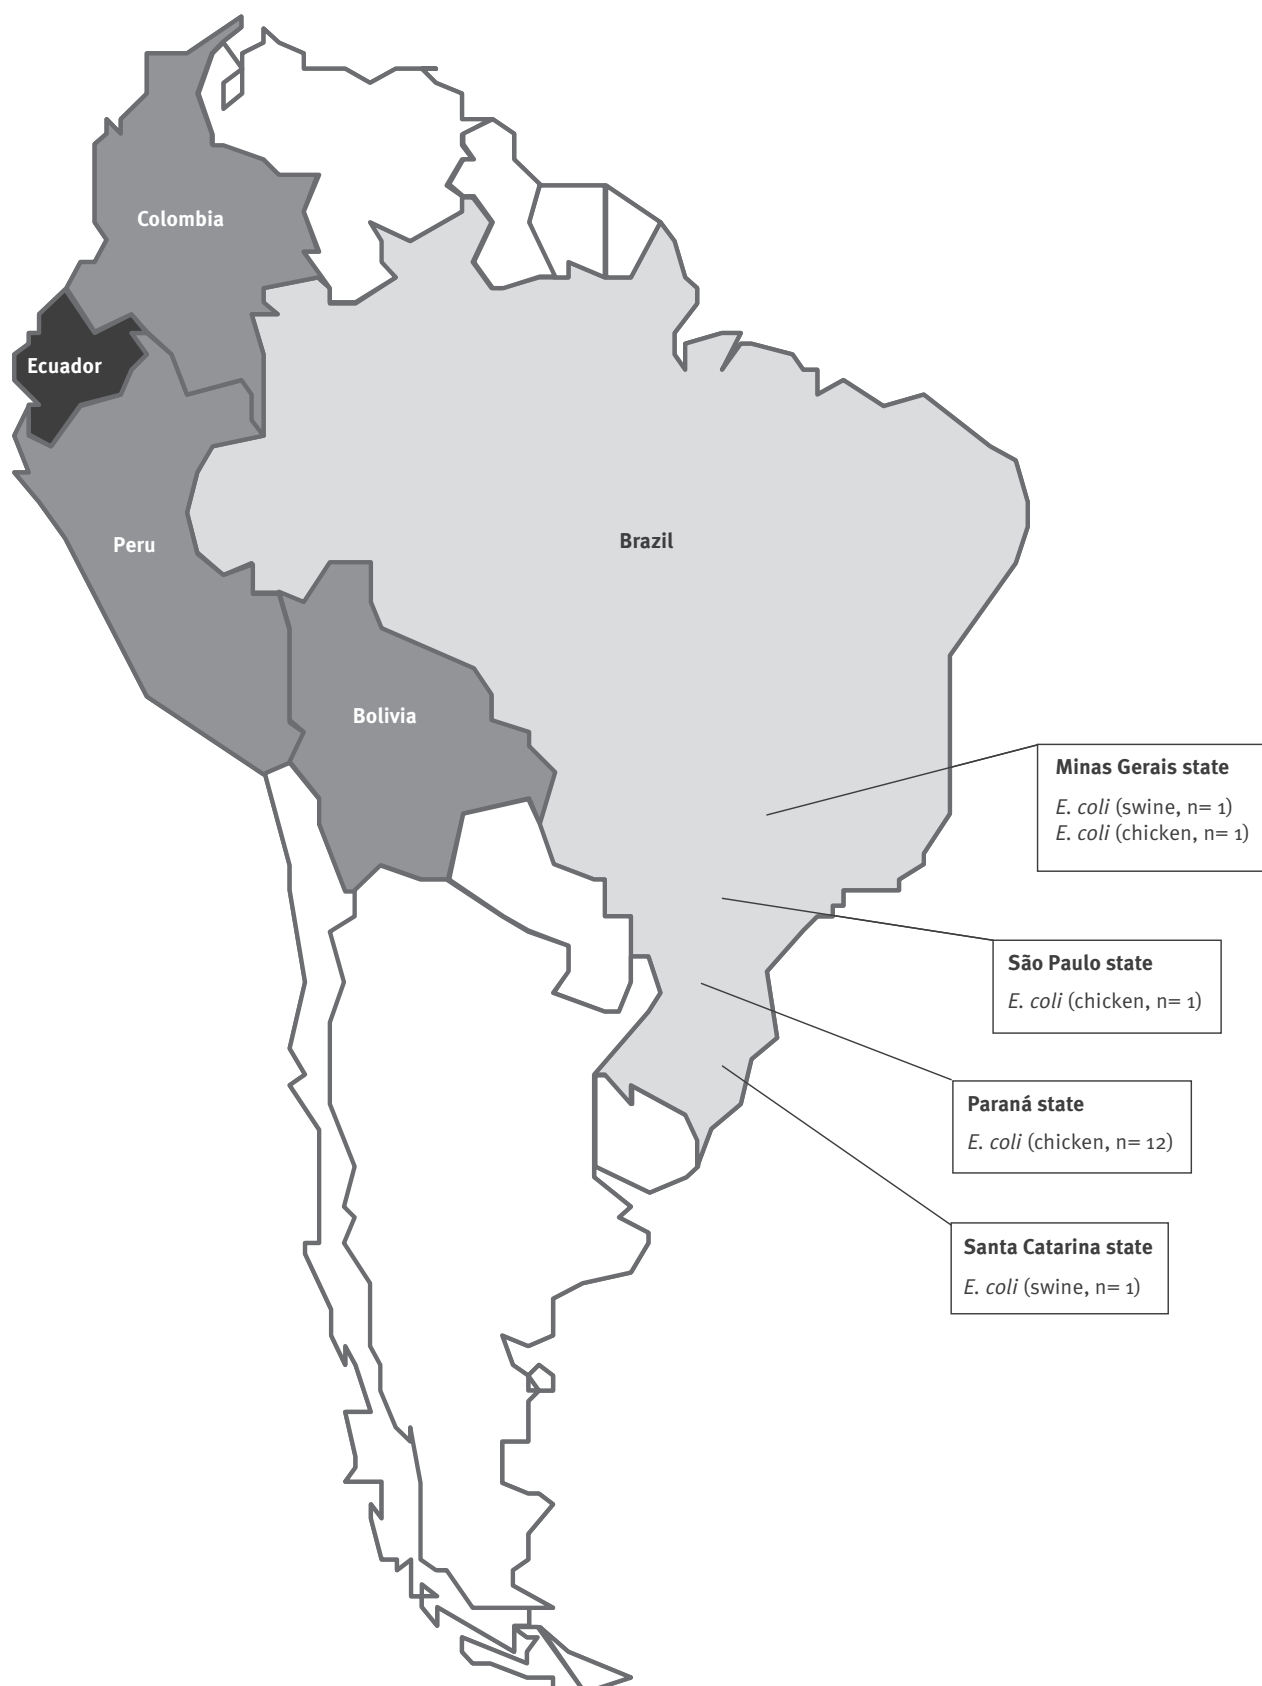 Colombia
Ecuador
Peru
Brazil
Bolivia
Minas Gerais state
E. coli (swine, n= 1)
E. coli (chicken, n= 1)
São Paulo state
E. coli (chicken, n= 1)
Paraná state
E. coli (chicken, n= 12)
Santa Catarina state
E. coli (swine, n= 1)